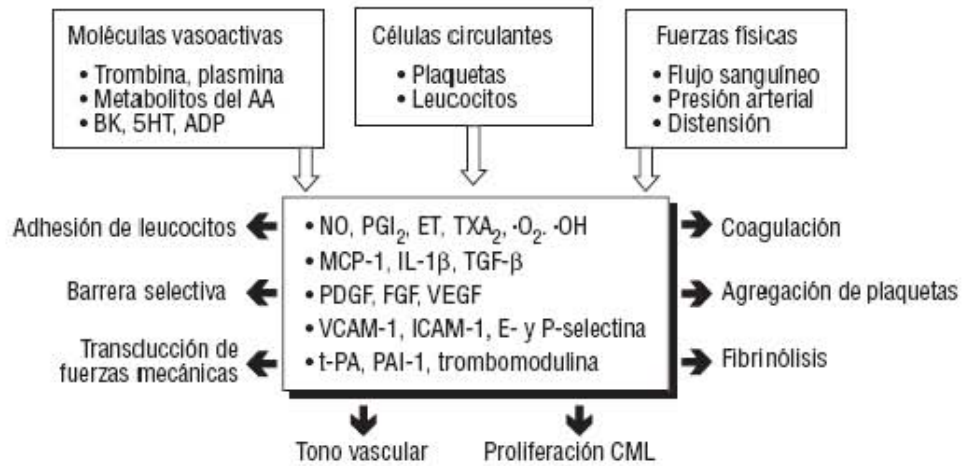 Moléculas vasoactivas
• Trombina, plasmina
• Metabolitos del AA
• BK, 5HT, ADP
Células circulantes
• Plaquetas
• Leucocitos
Fuerzas físicas
• Flujo sanguíneo
• Presión arterial
• Distensión
Adhesión de leucocitos
Barrera selectiva
Transducción de
fuerzas mecánicas
• NO, PGI₂, ET, TXA₂, ·O₂. ·OH
• MCP-1, IL-1β, TGF-β
• PDGF, FGF, VEGF
• VCAM-1, ICAM-1, E- y P-selectina
• t-PA, PAI-1, trombomodulina
Coagulación
Agregación de plaquetas
Fibrinólisis
Tono vascular
Proliferación CML